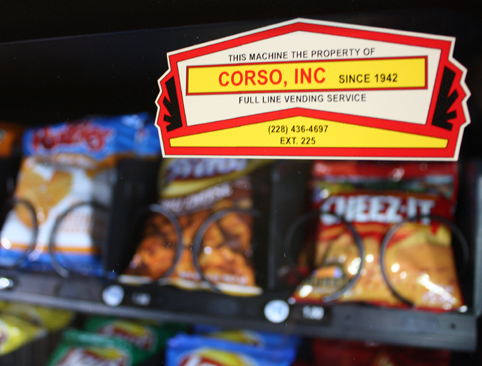 THIS MACHINE THE PROPERTY OF
CORSO, INC SINCE 1942
FULL LINE VENDING SERVICE
(228) 436-4697
EXT. 225
CHEEZ-IT